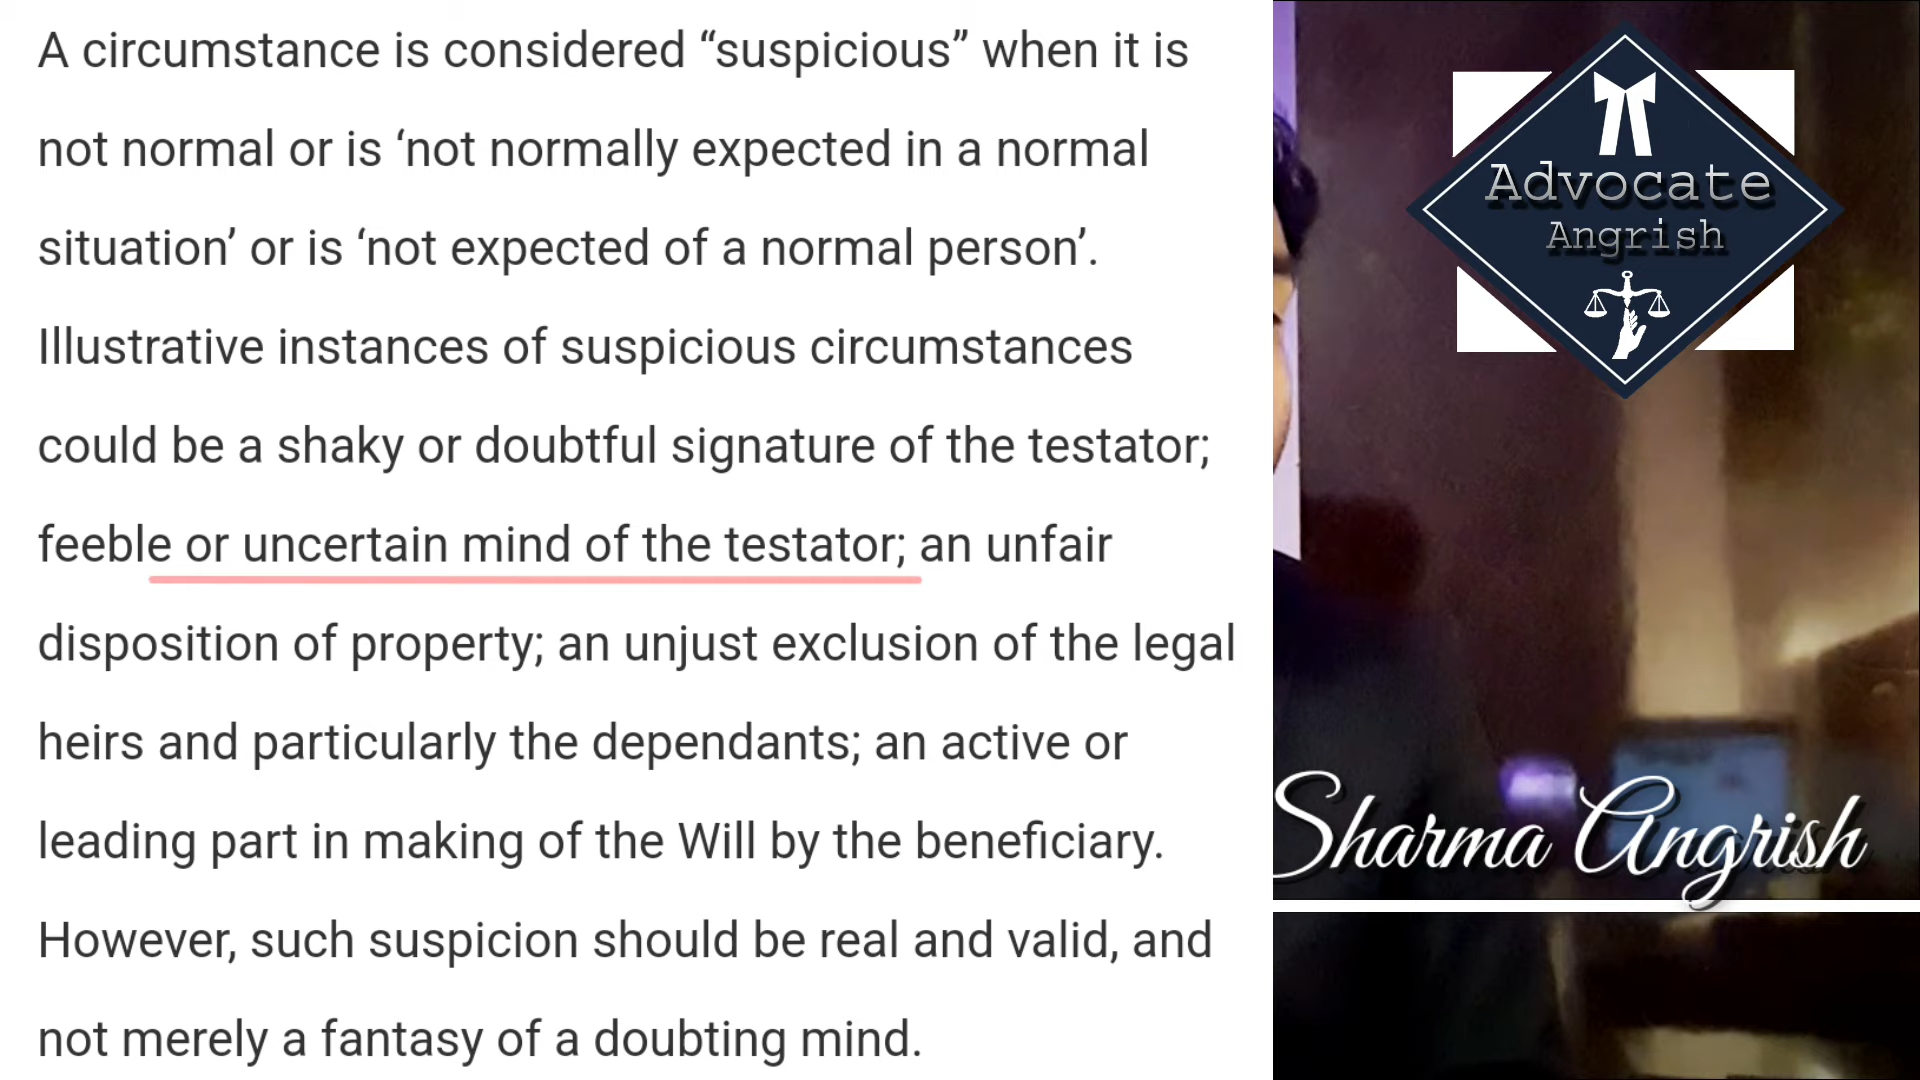 A circumstance is considered “suspicious” when it is
not normal or is ‘not normally expected in a normal
situation’ or is ‘not expected of a normal person’.
Illustrative instances of suspicious circumstances
could be a shaky or doubtful signature of the testator;
feeble or uncertain mind of the testator; an unfair
disposition of property; an unjust exclusion of the legal
heirs and particularly the dependants; an active or
leading part in making of the Will by the beneficiary.
However, such suspicion should be real and valid, and
not merely a fantasy of a doubting mind.
Advocate
Angrish
Sharma Angrish